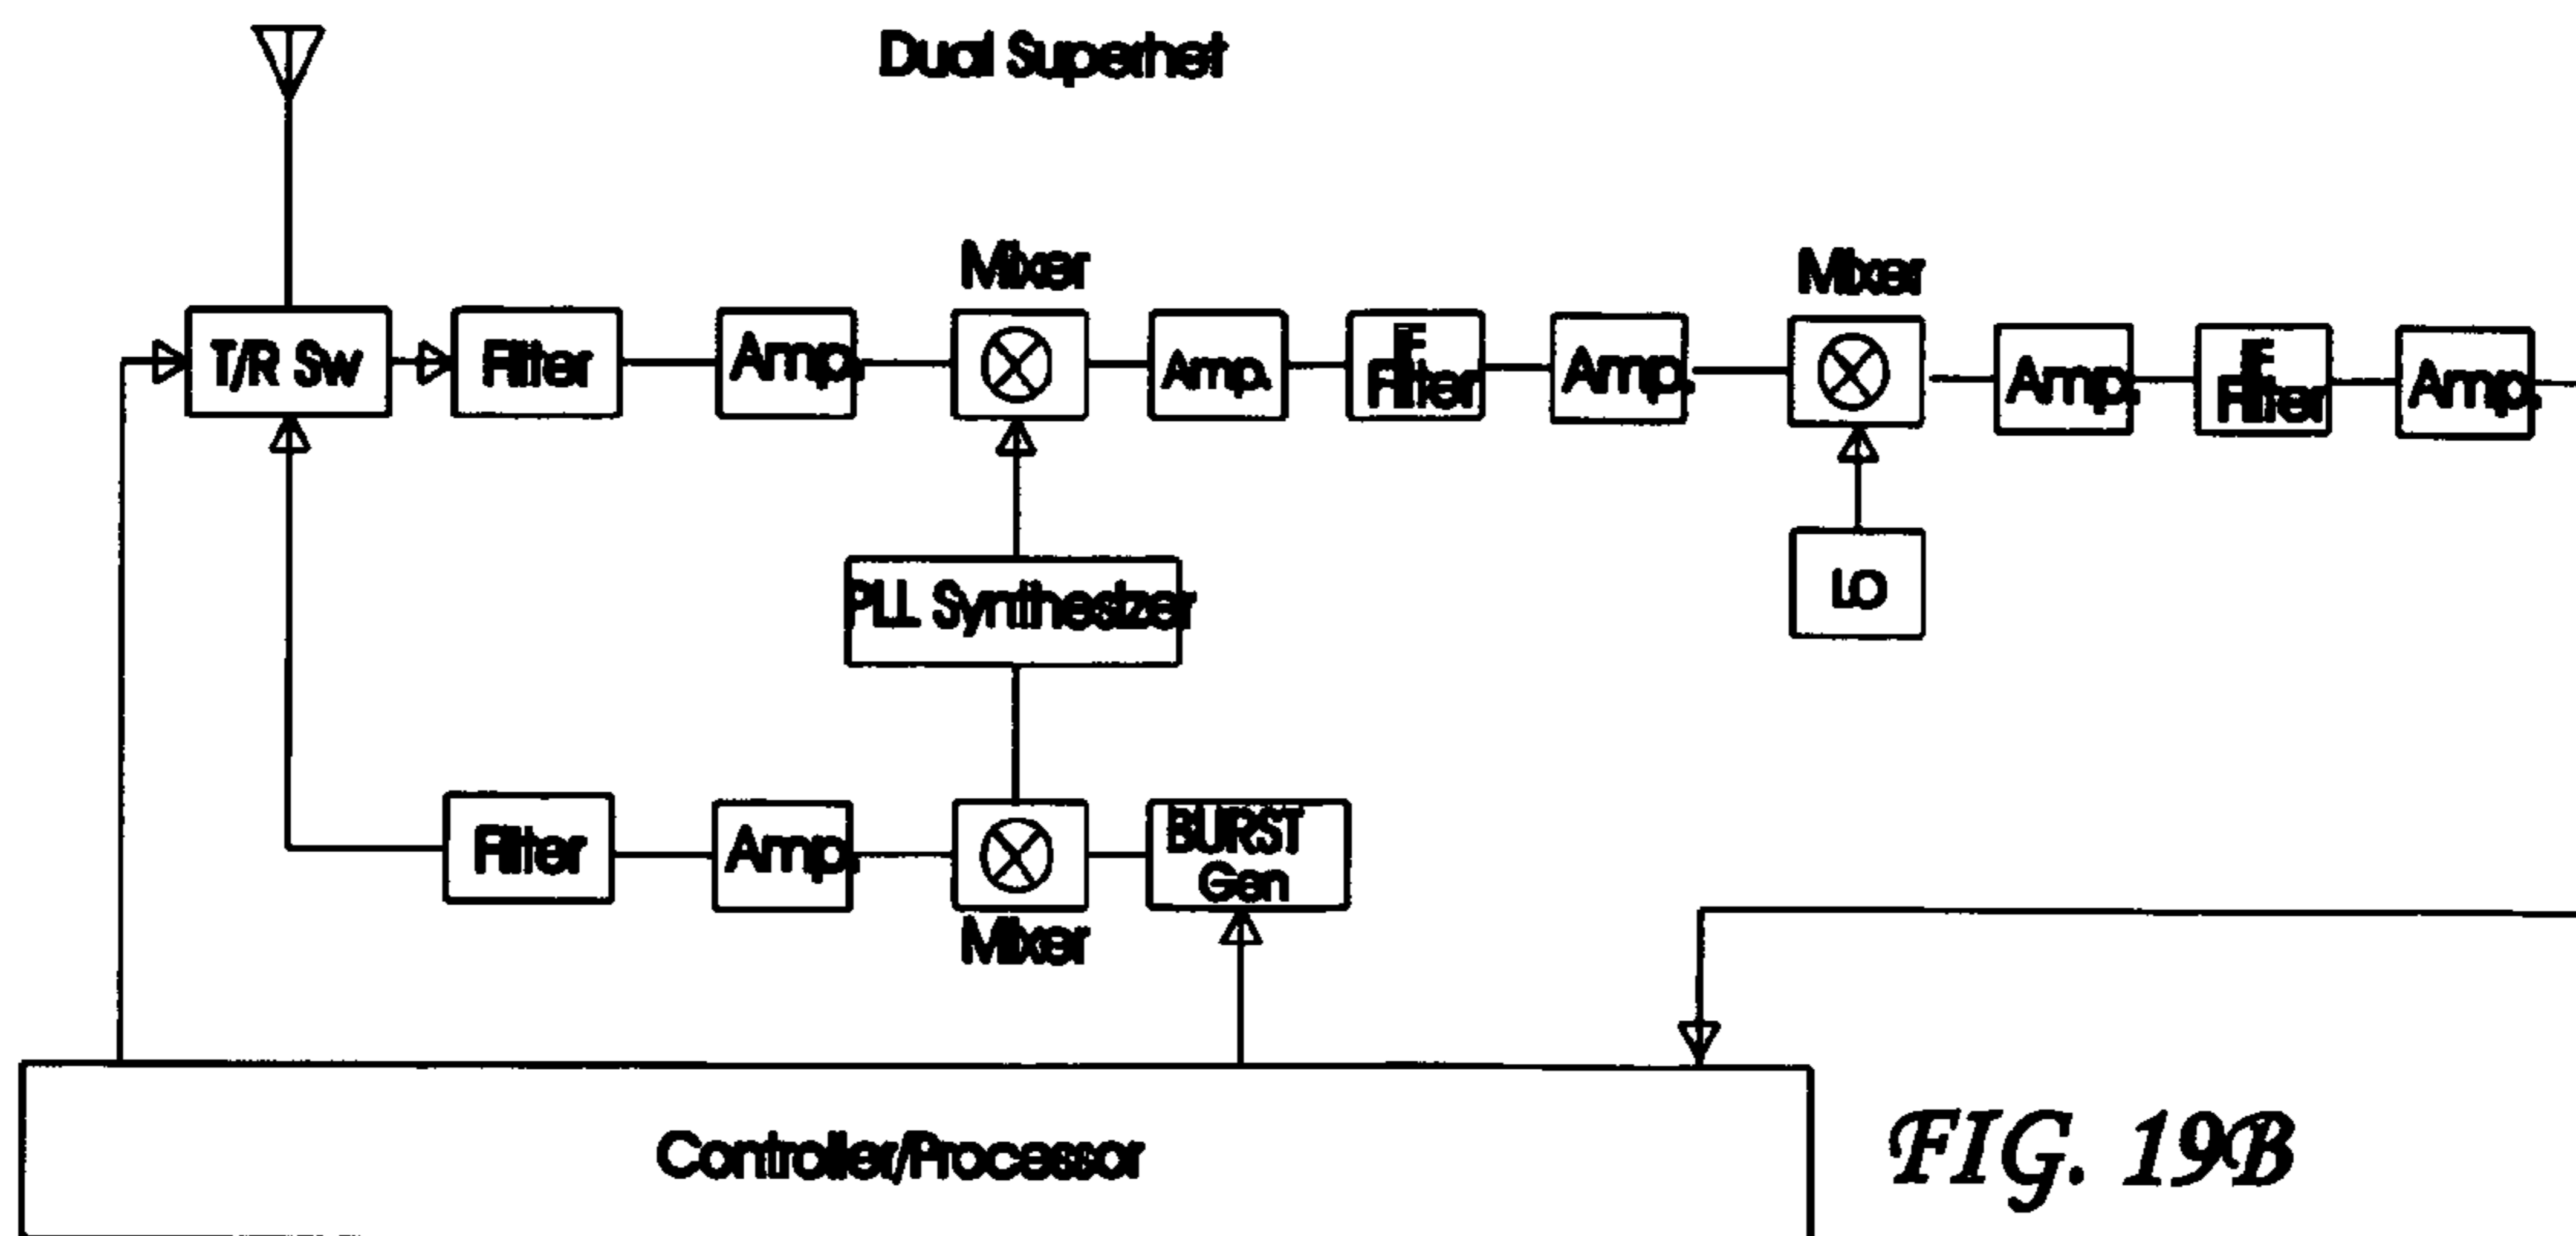 Dual Superhet
Mixer
Mixer
T/R Sw
Filter
Amp.
Amp.
IF
Filter
Amp.
Amp.
IF
Filter
Amp.
PLL Synthesizer
LO
Filter
Amp.
BURST
Gen
Mixer
Controller/Processor
FIG. 19B